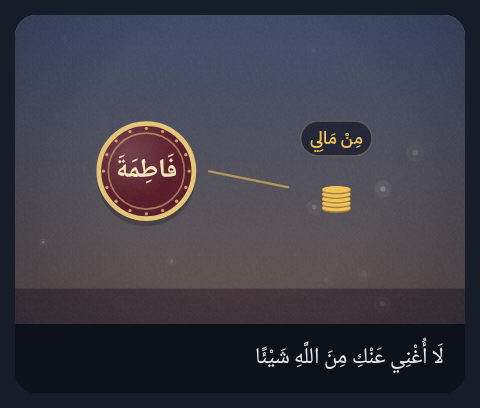 مِنْ مَالِي
فَاطِمَةَ
لَا أُغْنِي عَنْكِ مِنَ اللَّهِ شَيْئًا